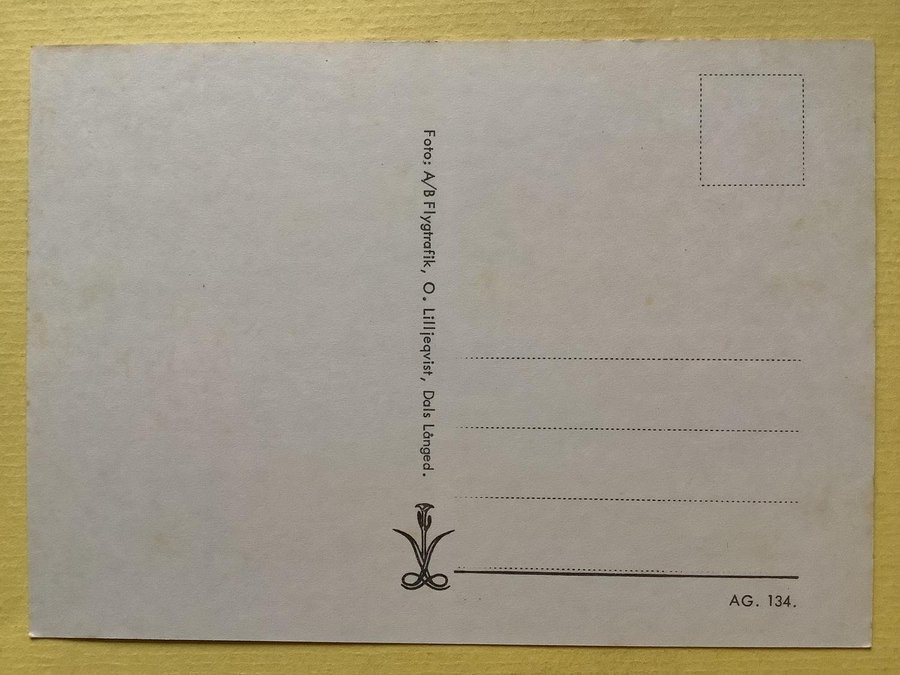 Foto; A/B Flygtrafik, O. Lilljeqvist, Dals Långed.
AG. 134.